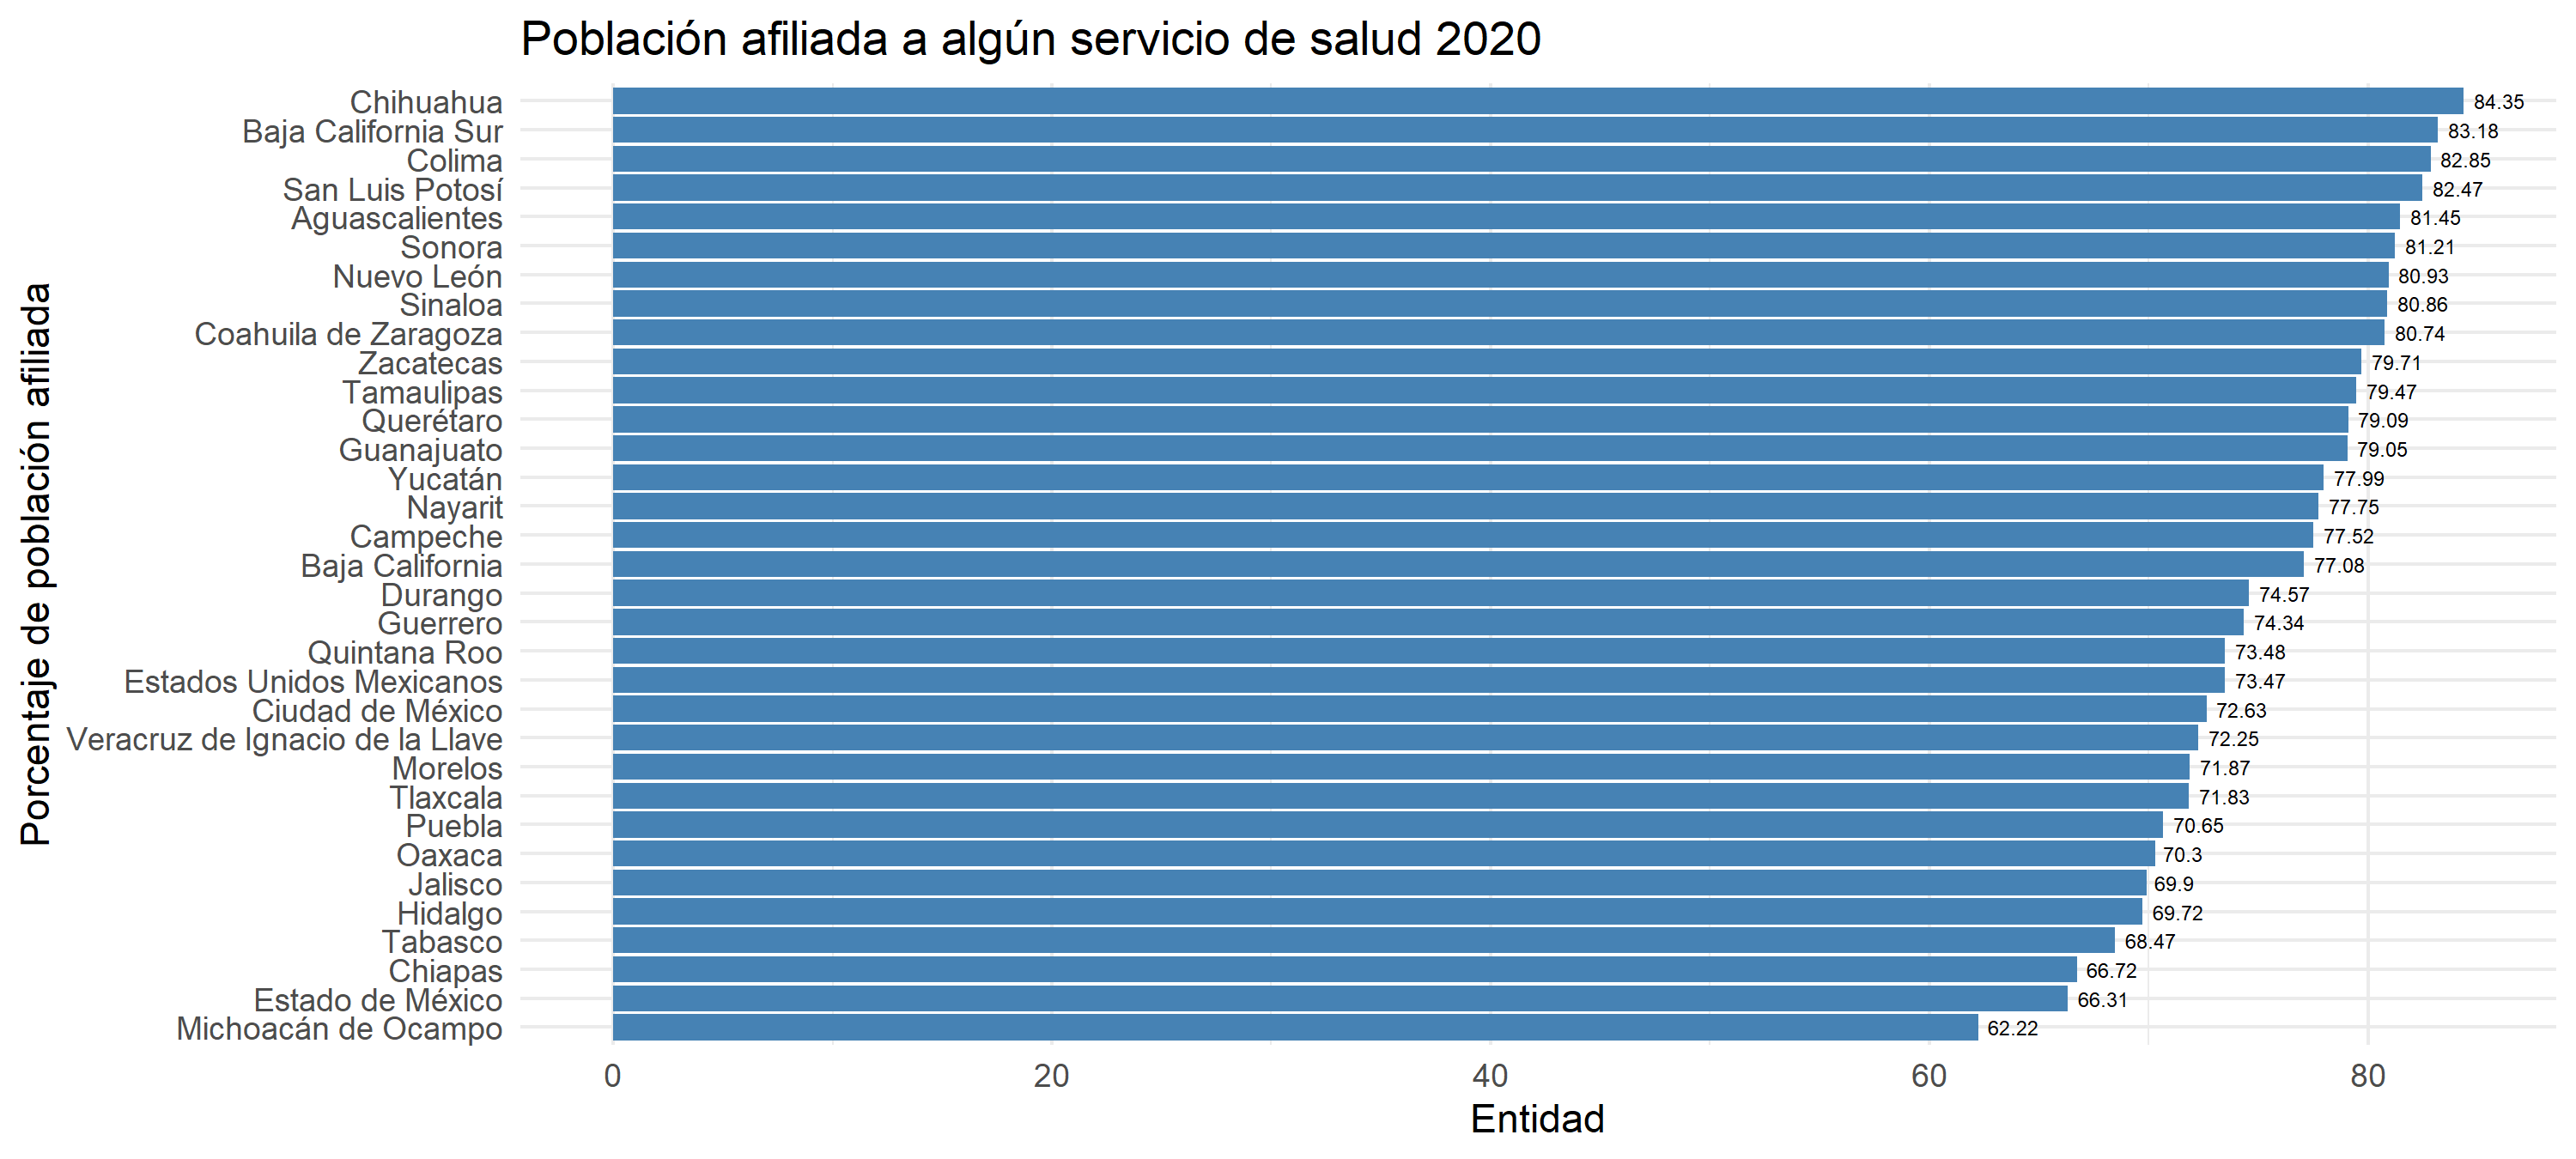 Población afiliada a algún servicio de salud 2020
Porcentaje de población afiliada
Chihuahua 84.35
Baja California Sur 83.18
Colima 82.85
San Luis Potosí 82.47
Aguascalientes 81.45
Sonora 81.21
Nuevo León 80.93
Sinaloa 80.86
Coahuila de Zaragoza 80.74
Zacatecas 79.71
Tamaulipas 79.47
Querétaro 79.09
Guanajuato 79.05
Yucatán 77.99
Nayarit 77.75
Campeche 77.52
Baja California 77.08
Durango 74.57
Guerrero 74.34
Quintana Roo 73.48
Estados Unidos Mexicanos 73.47
Ciudad de México 72.63
Veracruz de Ignacio de la Llave 72.25
Morelos 71.87
Tlaxcala 71.83
Puebla 70.65
Oaxaca 70.3
Jalisco 69.9
Hidalgo 69.72
Tabasco 68.47
Chiapas 66.72
Estado de México 66.31
Michoacán de Ocampo 62.22
0 20 40 60 80
Entidad